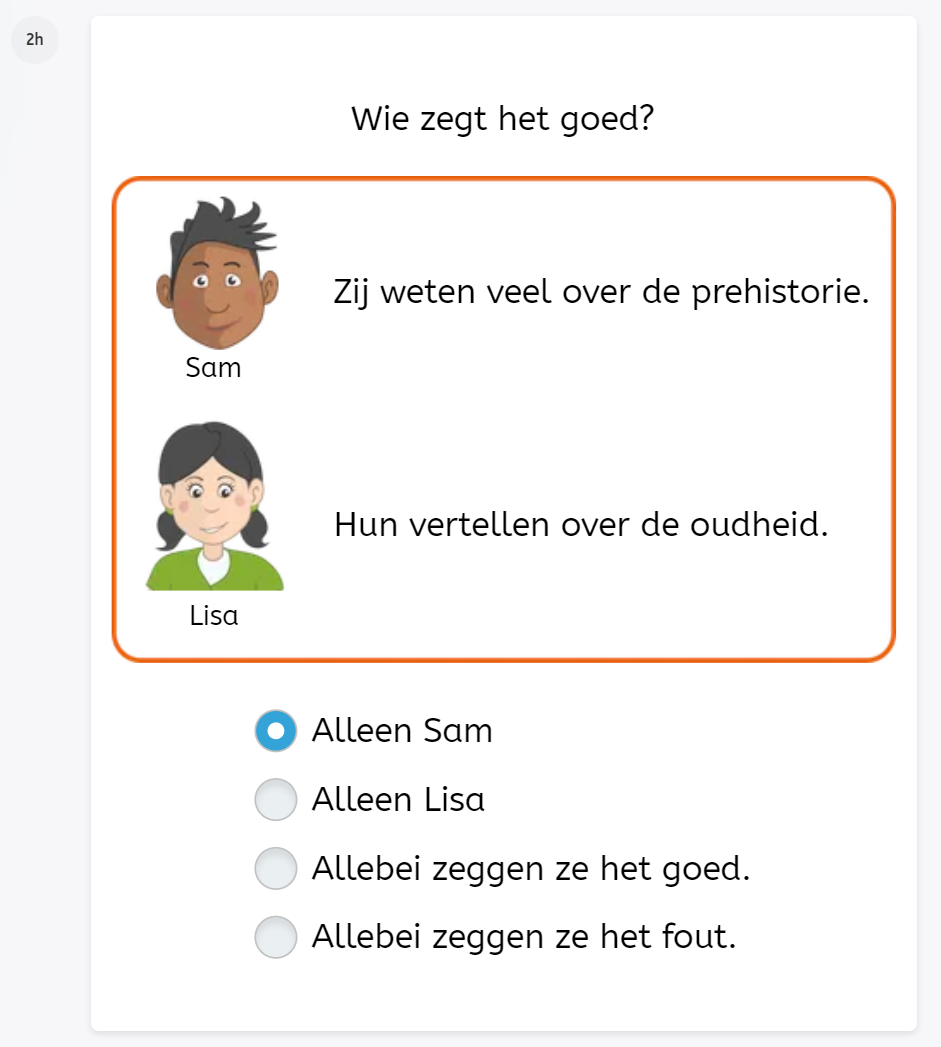 2h
Wie zegt het goed?
Zij weten veel over de prehistorie.
Sam
Hun vertellen over de oudheid.
Lisa
Alleen Sam
Alleen Lisa
Allebei zeggen ze het goed.
Allebei zeggen ze het fout.